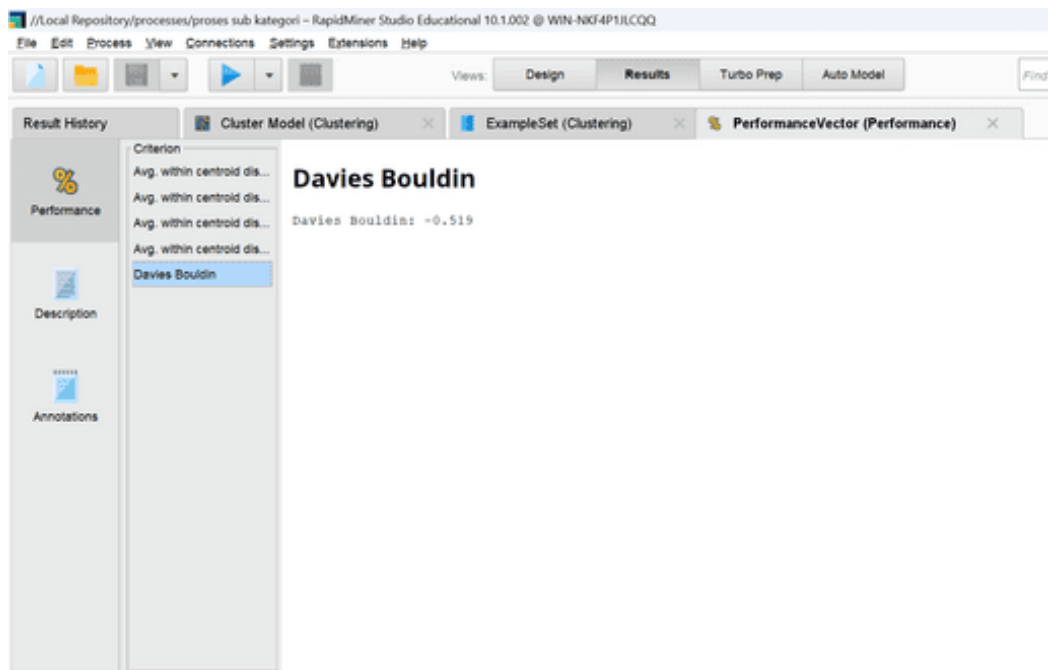 //Local Repository/processes/proses sub kategori – RapidMiner Studio Educational 10.1.002 @ WIN-NKF4P1JLCQQ
File Edit Process View Connections Settings Extensions Help
Views: Design Results Turbo Prep Auto Model Find
Result History Cluster Model (Clustering) ExampleSet (Clustering) PerformanceVector (Performance)
%
Performance
Description
Annotations
Criterion
Avg. within centroid dis...
Avg. within centroid dis...
Avg. within centroid dis...
Avg. within centroid dis...
Davies Bouldin
Davies Bouldin
Davies Bouldin: -0.519